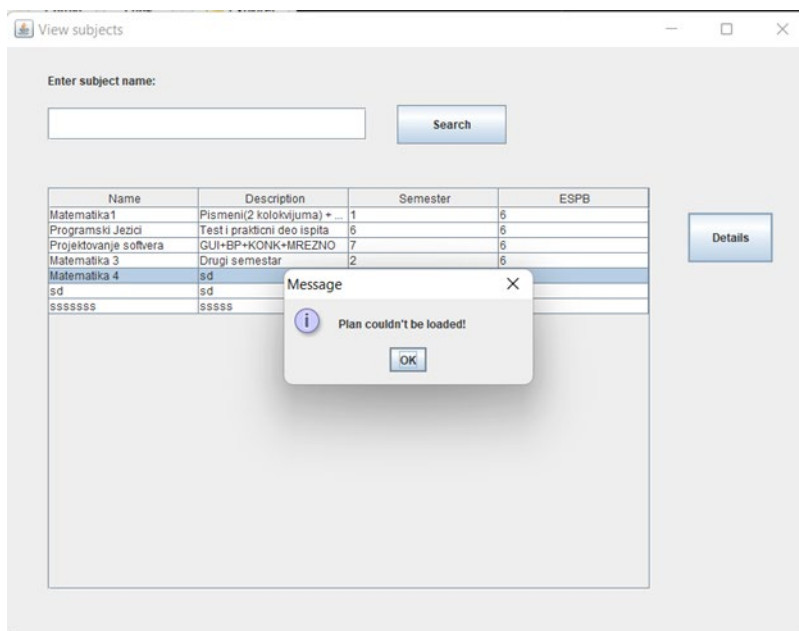 View subjects
Enter subject name:
Search
Name Description Semester ESPB
Matematika1 Pismeni(2 kolokvijuma) + ... 1 6
Programski Jezici Test i prakticni deo ispita 6 6
Projektovanje softvera GUI+BP+KONK+MREZNO 7 6
Details
Matematika 3 Drugi semestar 2 6
Matematika 4 sd
Message
sd sd
sssssss sssss
Plan couldn't be loaded!
OK